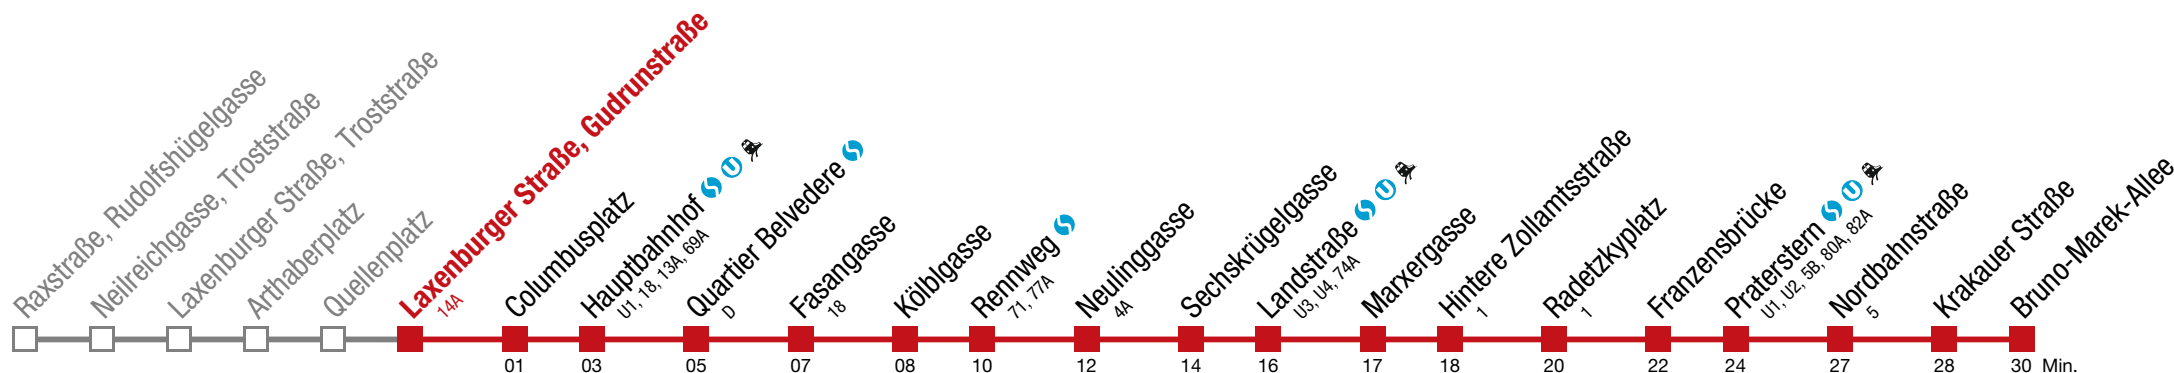 Raxstraße, Rudolfshügelgasse
Neilreichgasse, Troststraße
Laxenburger Straße, Troststraße
Arthaberplatz
Quellenplatz
Laxenburger Straße, Gudrunstraße
14A
Columbusplatz
Hauptbahnhof
U1, 18, 13A, 69A
Quartier Belvedere
D
Fasangasse
18
Kölblgasse
Rennweg
71, 77A
Neulinggasse
4A
Sechskrügelgasse
Landstraße
U3, U4, 74A
Marxergasse
Hintere Zollamtsstraße
1
Radetzkyplatz
1
Franzensbrücke
Praterstern
U1, U2, 5B, 80A, 82A
Nordbahnstraße
5
Krakauer Straße
Bruno-Marek-Allee
01 03 05 07 08 10 12 14 16 17 18 20 22 24 27 28 30 Min.